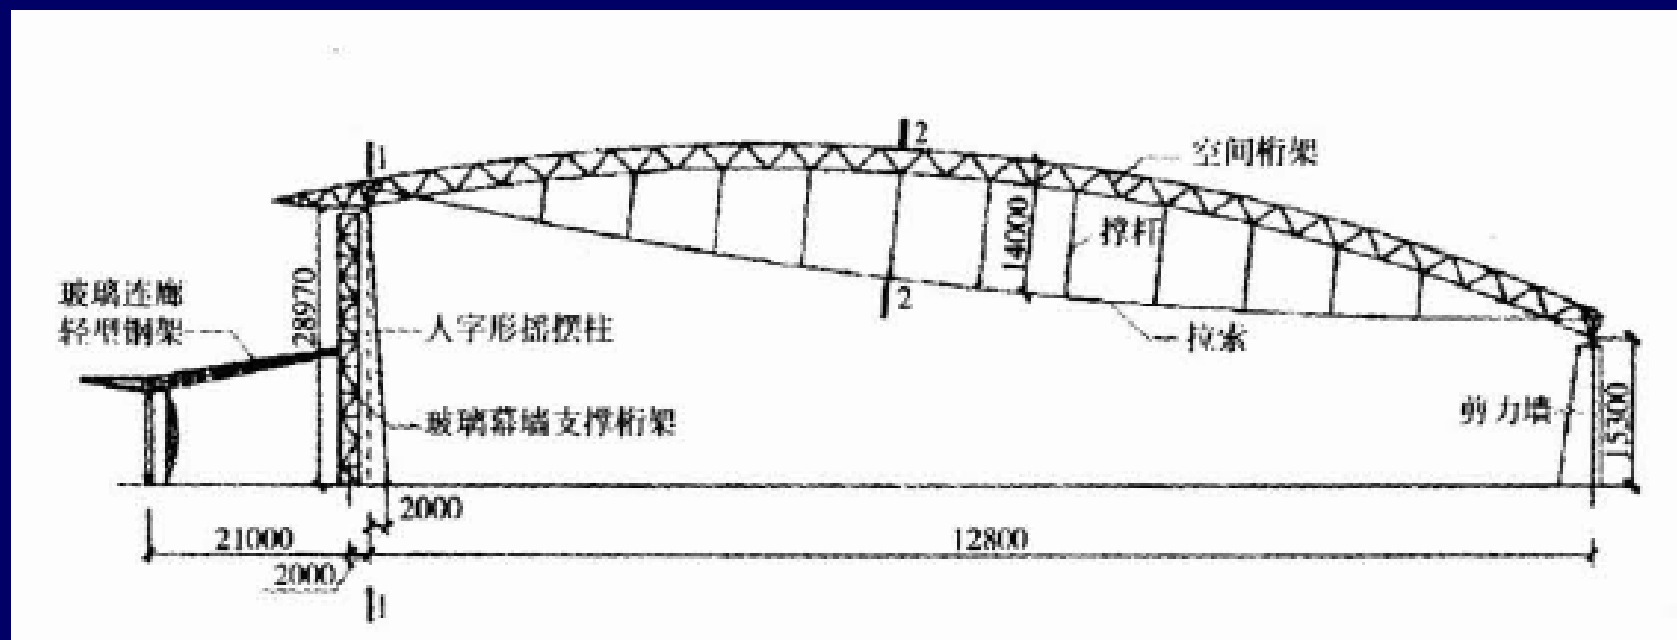 1
2
空间桁架
14000
撑杆
玻璃连廊
轻型钢架
28970
2
人字形摇摆柱
拉索
玻璃幕墙支撑桁架
剪力墙
15300
2000
21000
12800
2000
1